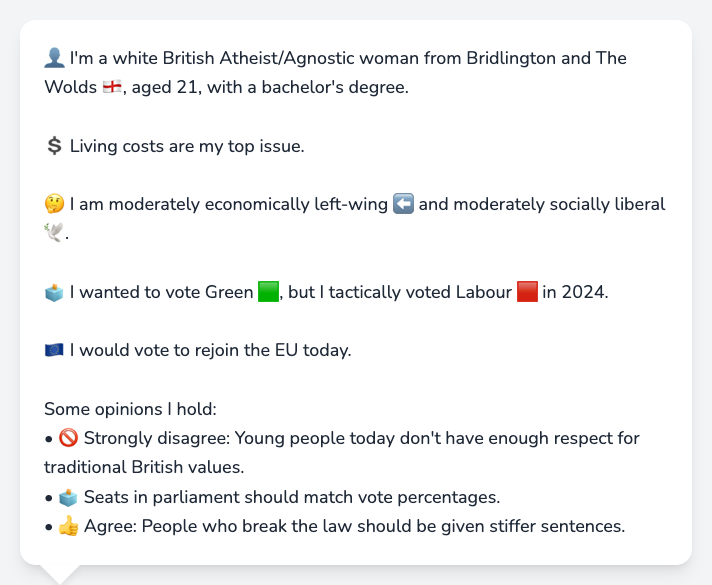 👤 I'm a white British Atheist/Agnostic woman from Bridlington and The
Wolds 🏴󠁧󠁢󠁥󠁮󠁧󠁿, aged 21, with a bachelor's degree.
💲 Living costs are my top issue.
🤔 I am moderately economically left-wing ⬅️ and moderately socially liberal
🕊️.
🗳️ I wanted to vote Green 🟩, but I tactically voted Labour 🟥 in 2024.
🇪🇺 I would vote to rejoin the EU today.
Some opinions I hold:
• 🚫 Strongly disagree: Young people today don't have enough respect for
traditional British values.
• 🗳️ Seats in parliament should match vote percentages.
• 👍 Agree: People who break the law should be given stiffer sentences.